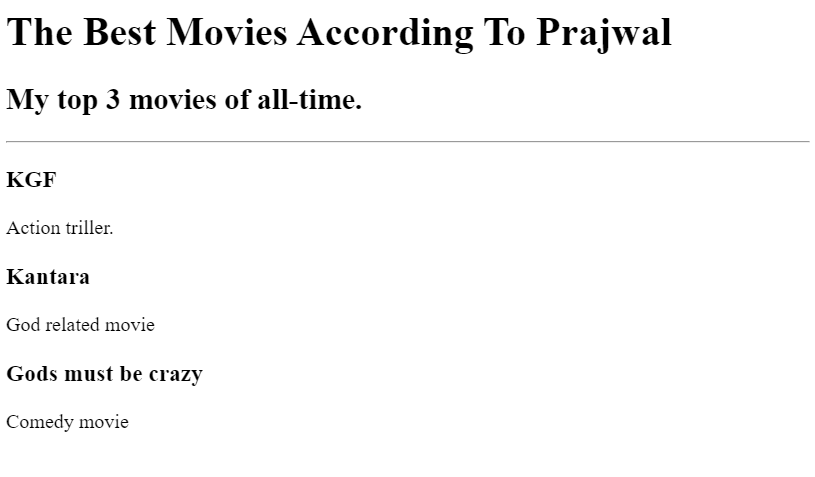 The Best Movies According To Prajwal
My top 3 movies of all-time.
KGF
Action triller.
Kantara
God related movie
Gods must be crazy
Comedy movie